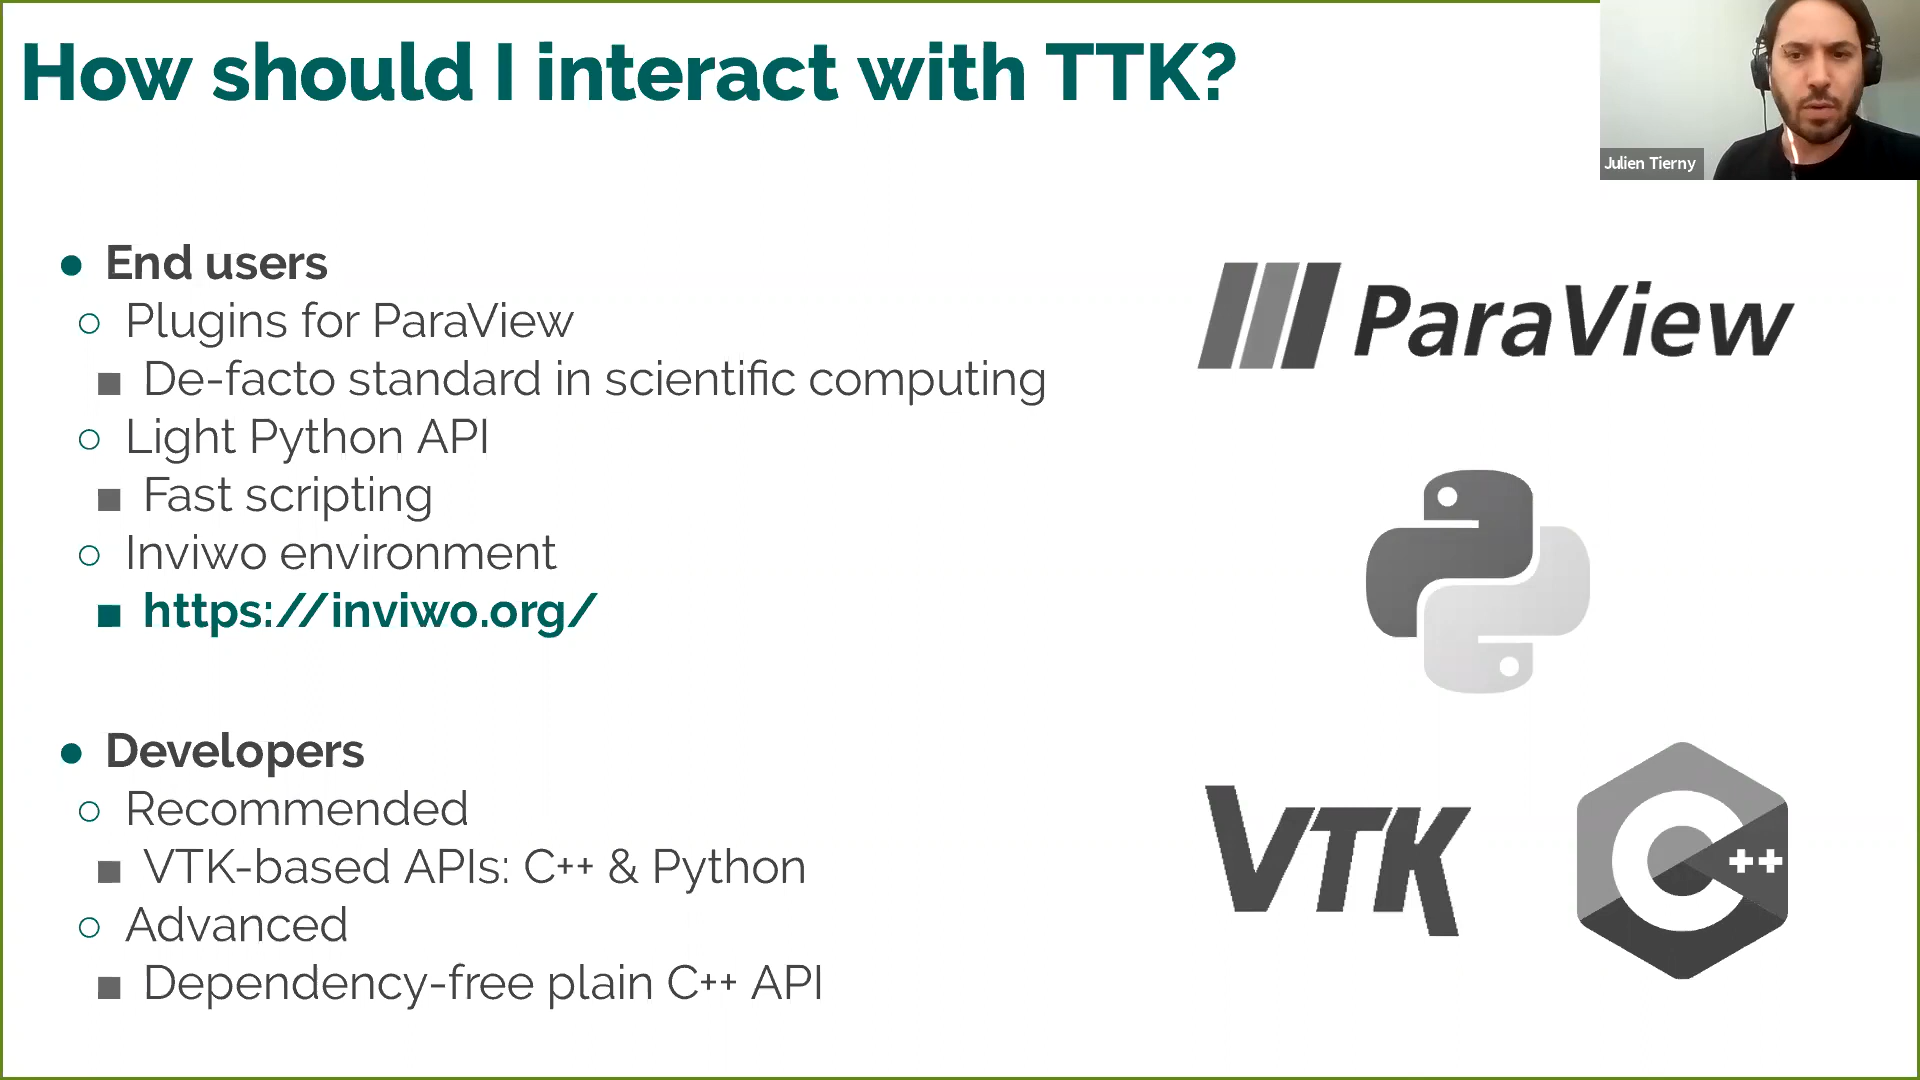 How should I interact with TTK?
Julien Tierny
● End users
○ Plugins for ParaView
■ De-facto standard in scientific computing
○ Light Python API
■ Fast scripting
○ Inviwo environment
■ https://inviwo.org/
● Developers
○ Recommended
■ VTK-based APIs: C++ & Python
○ Advanced
■ Dependency-free plain C++ API
ParaView
VTK
C++